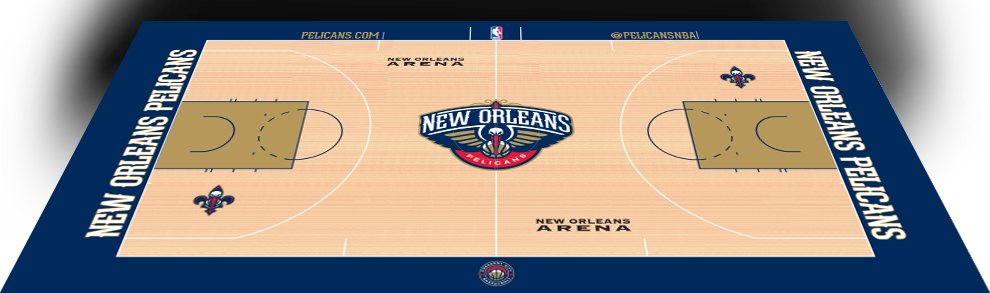 PELICANS.COM |
@PELICANSNBA|
NEW ORLEANS
ARENA
NEW ORLEANS PELICANS
NEW ORLEANS
PELICANS
NEW ORLEANS PELICANS
NEW ORLEANS
ARENA